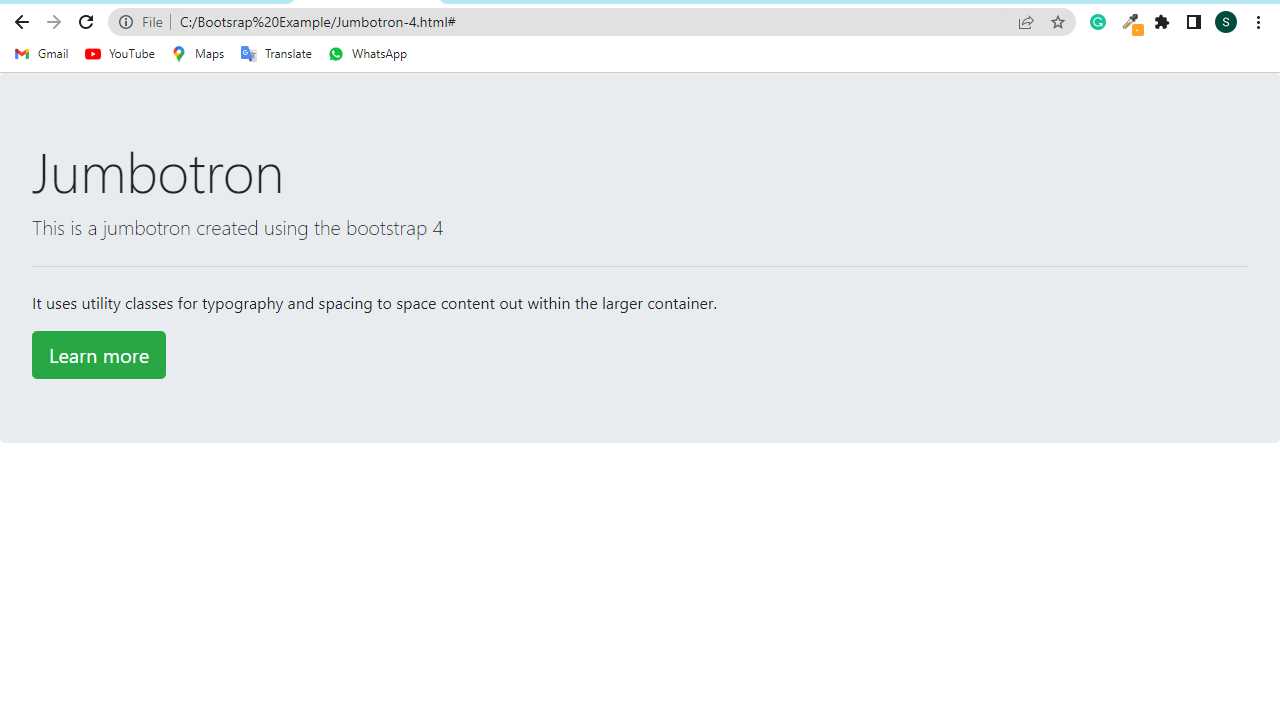 File C:/Bootsrap%20Example/Jumbotron-4.html# S
Gmail YouTube Maps Translate WhatsApp
Jumbotron
This is a jumbotron created using the bootstrap 4
It uses utility classes for typography and spacing to space content out within the larger container.
Learn more